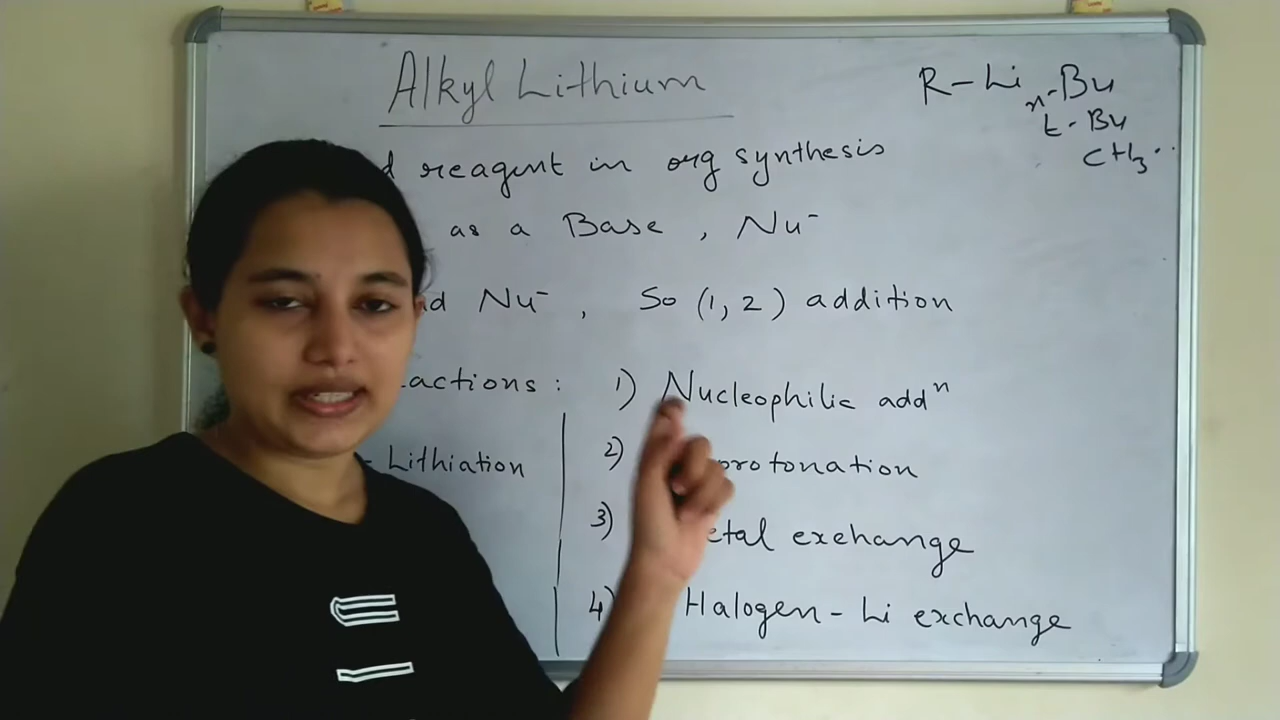 Alkyl Lithium
R-Li n-Bu
t-Bu
CH3..
reagent in org synthesis
as a Base, Nu-
Nu-, So (1,2) addition
actions: 1) Nucleophilic addn
- Lithiation 2) protonation
3) etal exchange
4) Halogen-Li exchange